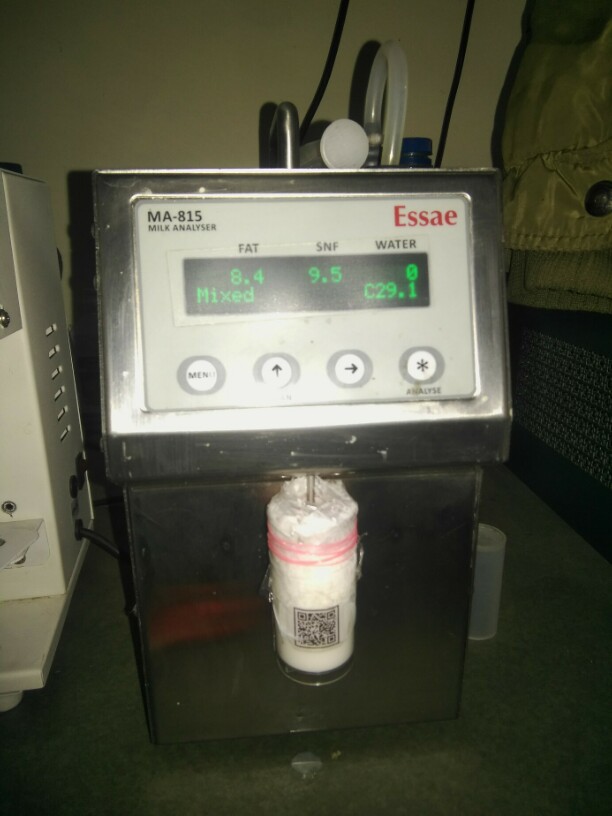 MA-815
MILK ANALYSER
Essae
FAT SNF WATER
8.4 9.5 0
Mixed C29.1
MENU
ANALYSE